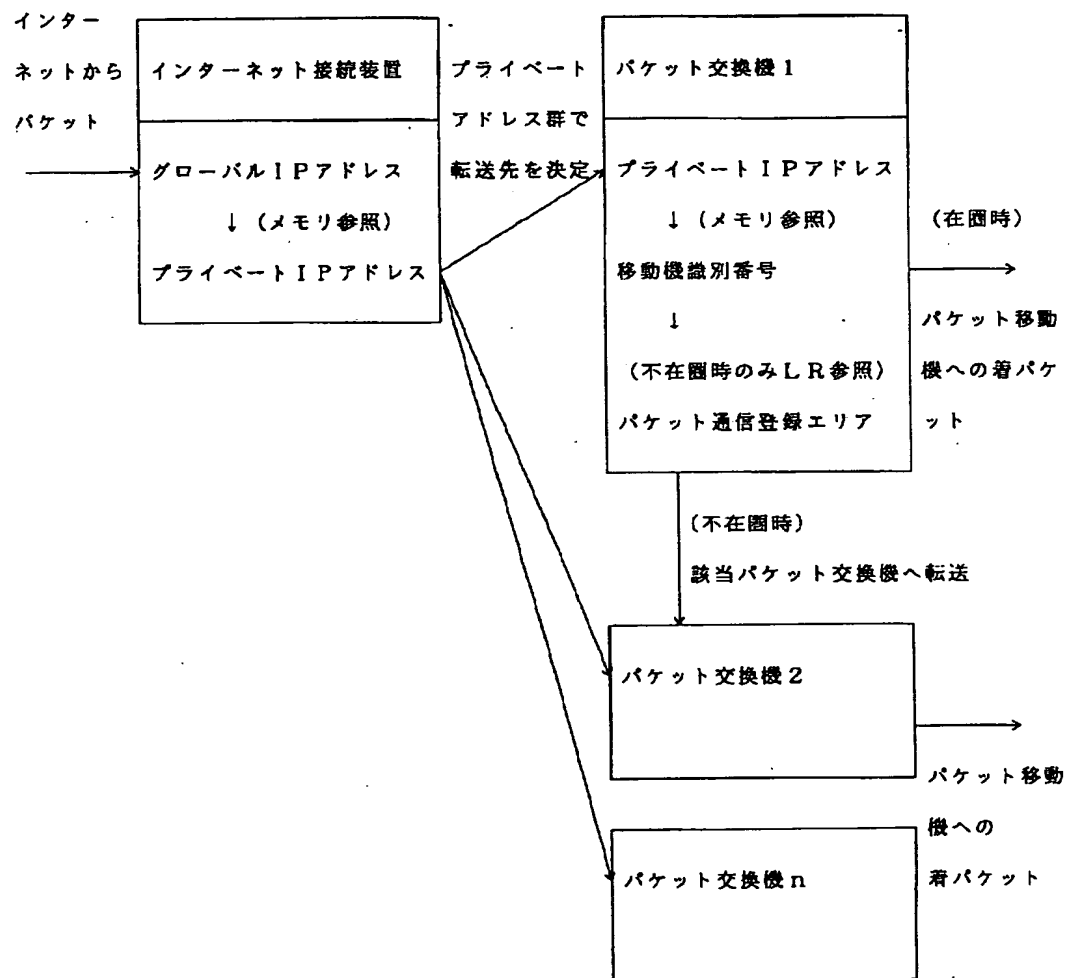 インター
ネットから
パケット
インターネット接続装置
グローバルＩＰアドレス
↓（メモリ参照）
プライベートＩＰアドレス
プライベート
アドレス群で
転送先を決定
パケット交換機１
プライベートＩＰアドレス
↓（メモリ参照）
移動機識別番号
↓
（不在圏時のみＬＲ参照）
パケット通信登録エリア
（在圏時）
パケット移動
機への着パケ
ット
（不在圏時）
該当パケット交換機へ転送
パケット交換機２
パケット移動
機への
着パケット
パケット交換機ｎ